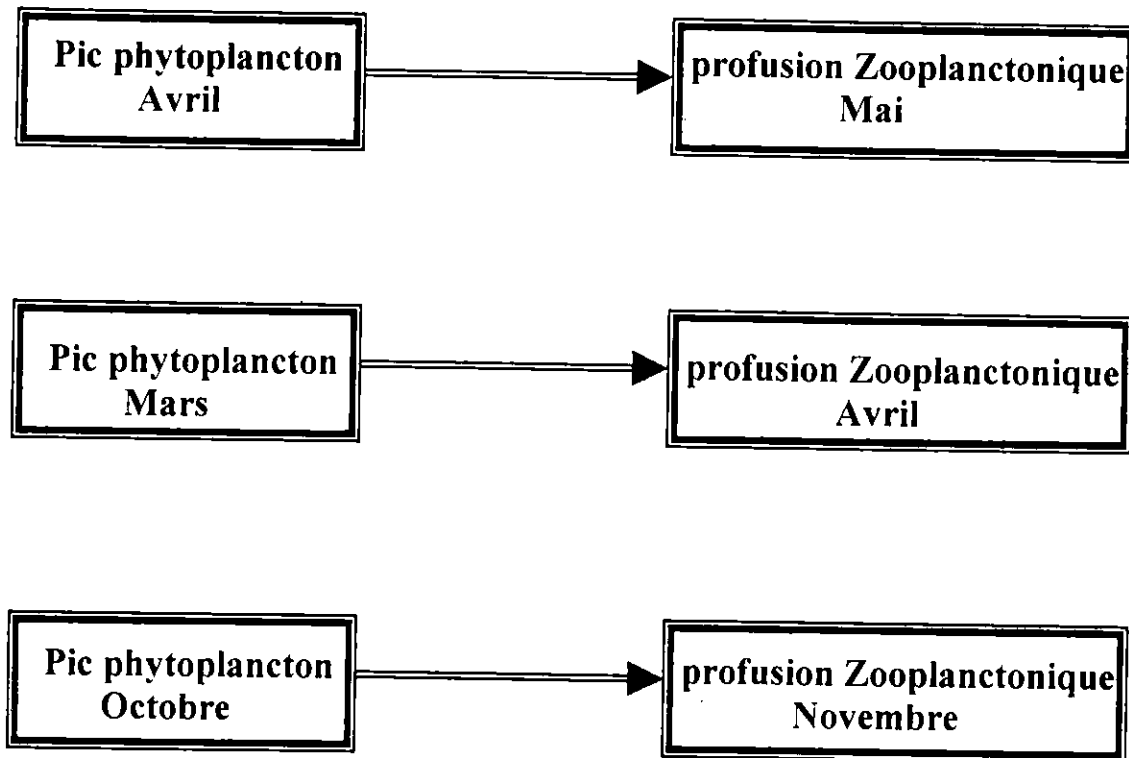 Pic phytoplancton
Avril
profusion Zooplanctonique
Mai
Pic phytoplancton
Mars
profusion Zooplanctonique
Avril
Pic phytoplancton
Octobre
profusion Zooplanctonique
Novembre